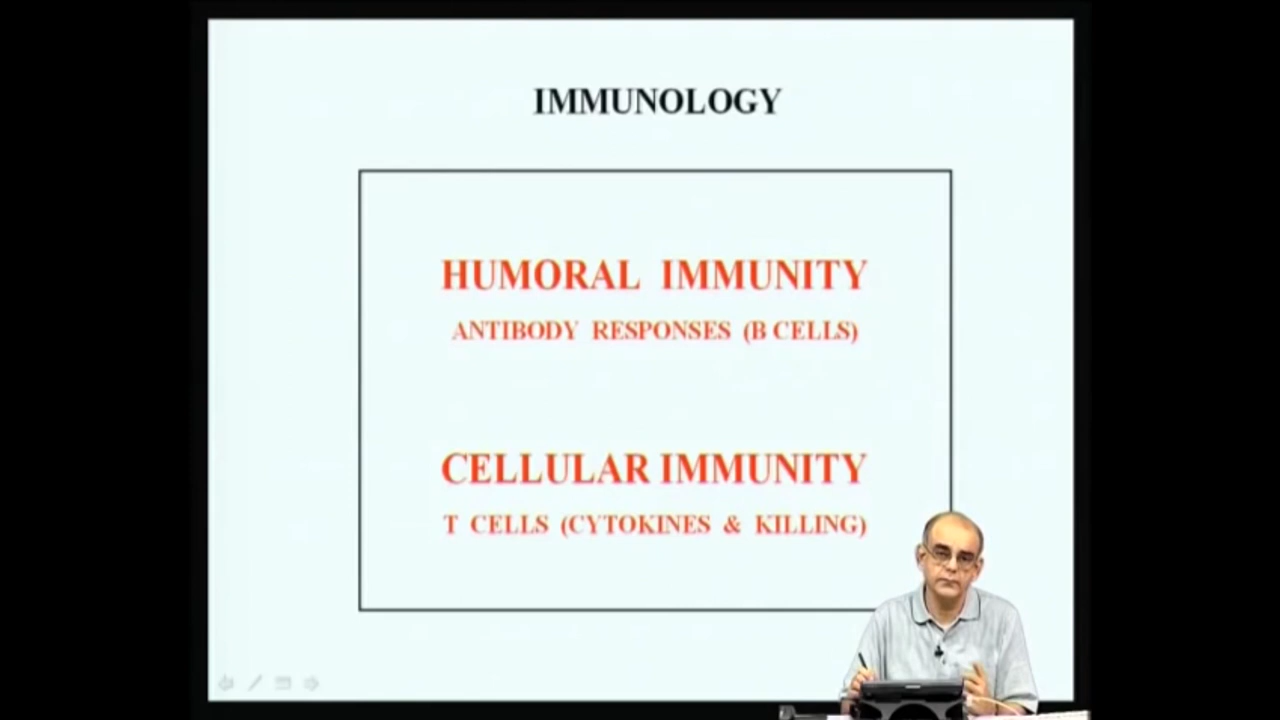 IMMUNOLOGY
HUMORAL IMMUNITY
ANTIBODY RESPONSES (B CELLS)
CELLULAR IMMUNITY
T CELLS (CYTOKINES & KILLING)